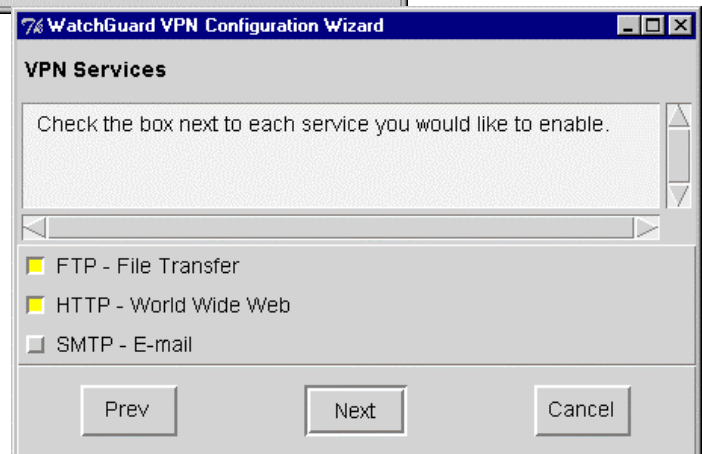 WatchGuard VPN Configuration Wizard
VPN Services
Check the box next to each service you would like to enable.
FTP - File Transfer
HTTP - World Wide Web
SMTP - E-mail
Prev Next Cancel